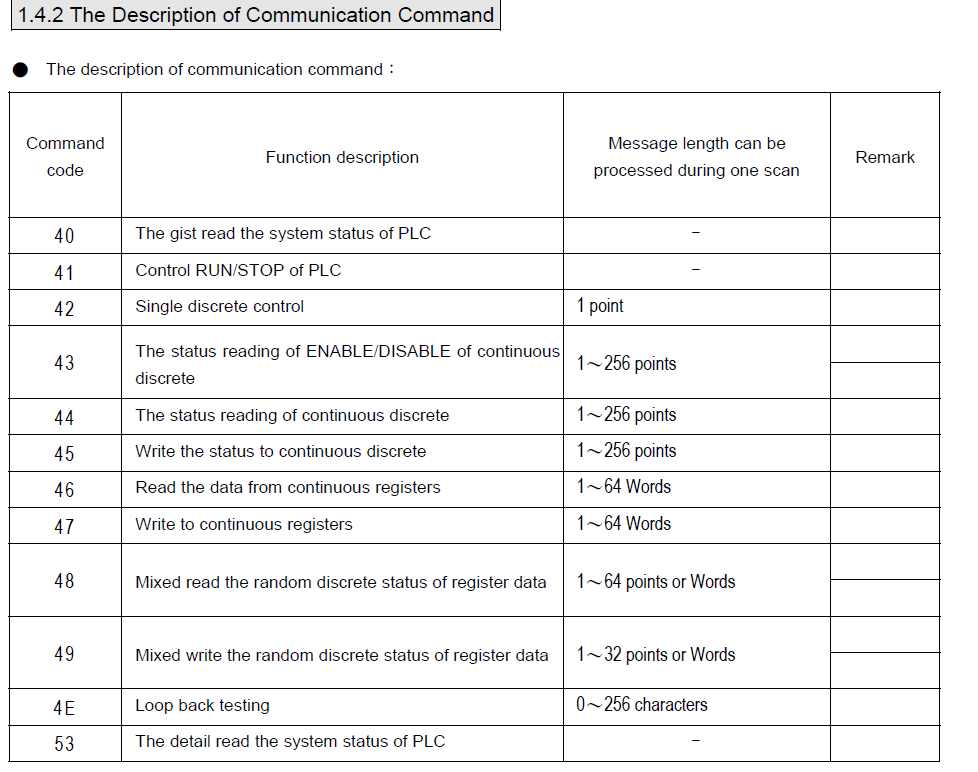 1.4.2 The Description of Communication Command
● The description of communication command：
Command
code
Function description
Message length can be
processed during one scan
Remark
40 The gist read the system status of PLC －
41 Control RUN/STOP of PLC －
42 Single discrete control 1 point
43 The status reading of ENABLE/DISABLE of continuous
discrete 1～256 points
44 The status reading of continuous discrete 1～256 points
45 Write the status to continuous discrete 1～256 points
46 Read the data from continuous registers 1～64 Words
47 Write to continuous registers 1～64 Words
48 Mixed read the random discrete status of register data 1～64 points or Words
49 Mixed write the random discrete status of register data 1～32 points or Words
4E Loop back testing 0～256 characters
53 The detail read the system status of PLC －